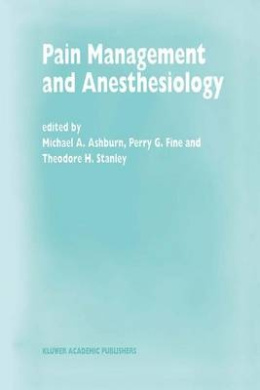 Pain Management
and Anesthesiology
edited by
Michael A. Ashburn, Perry G. Fine and
Theodore H. Stanley
KLUWER ACADEMIC PUBLISHERS